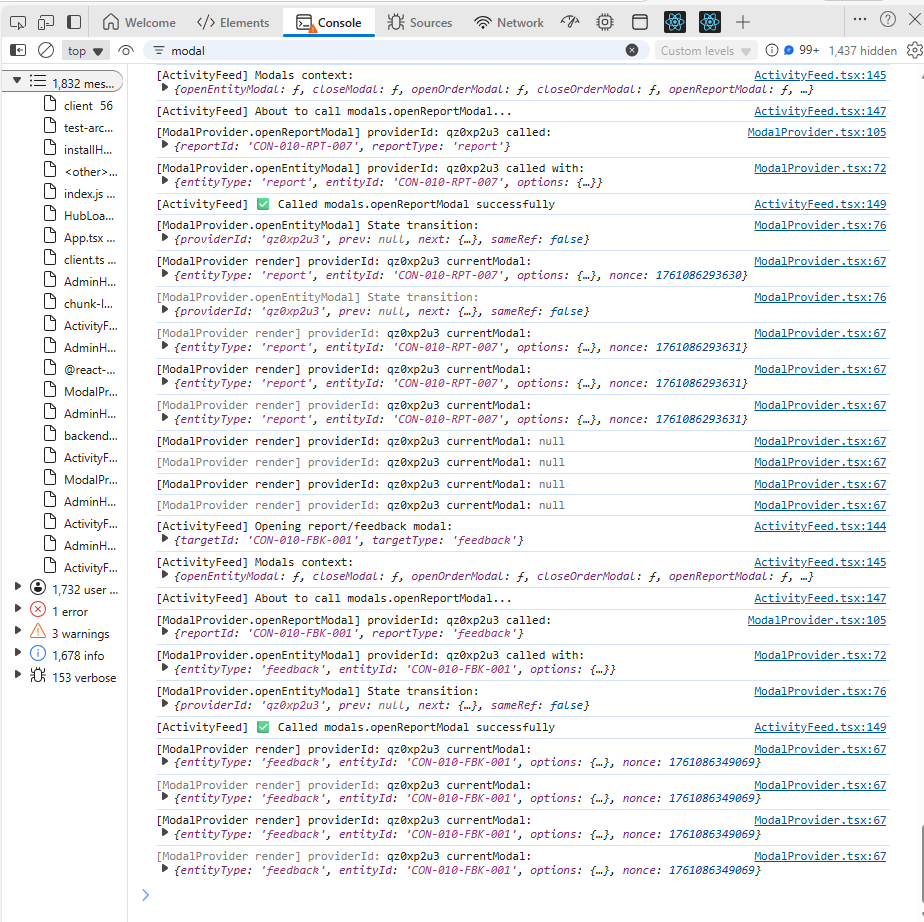 Welcome
Elements
Console
Sources
Network
top
modal
Custom levels
99+
1,437 hidden
1,832 mes...
client 56
test-arc...
installH...
<other>...
index.js ...
HubLoa...
App.tsx ...
client.ts ...
AdminH...
chunk-I...
ActivityF...
AdminH...
@react-...
ModalPr...
AdminH...
backend...
ActivityF...
ModalPr...
AdminH...
ActivityF...
AdminH...
ActivityF...
1,732 user ...
1 error
3 warnings
1,678 info
153 verbose
[ActivityFeed] Modals context: ActivityFeed.tsx:145
{openEntityModal: ƒ, closeModal: ƒ, openOrderModal: ƒ, closeOrderModal: ƒ, openReportModal: ƒ, …}
[ActivityFeed] About to call modals.openReportModal... ActivityFeed.tsx:147
[ModalProvider.openReportModal] providerId: qz0xp2u3 called: ModalProvider.tsx:105
{reportId: 'CON-010-RPT-007', reportType: 'report'}
[ModalProvider.openEntityModal] providerId: qz0xp2u3 called with: ModalProvider.tsx:72
{entityType: 'report', entityId: 'CON-010-RPT-007', options: {…}}
[ActivityFeed] ✅ Called modals.openReportModal successfully ActivityFeed.tsx:149
[ModalProvider.openEntityModal] State transition: ModalProvider.tsx:76
{providerId: 'qz0xp2u3', prev: null, next: {…}, sameRef: false}
[ModalProvider render] providerId: qz0xp2u3 currentModal: ModalProvider.tsx:67
{entityType: 'report', entityId: 'CON-010-RPT-007', options: {…}, nonce: 1761086293630}
[ModalProvider.openEntityModal] State transition: ModalProvider.tsx:76
{providerId: 'qz0xp2u3', prev: null, next: {…}, sameRef: false}
[ModalProvider render] providerId: qz0xp2u3 currentModal: ModalProvider.tsx:67
{entityType: 'report', entityId: 'CON-010-RPT-007', options: {…}, nonce: 1761086293631}
[ModalProvider render] providerId: qz0xp2u3 currentModal: ModalProvider.tsx:67
{entityType: 'report', entityId: 'CON-010-RPT-007', options: {…}, nonce: 1761086293631}
[ModalProvider render] providerId: qz0xp2u3 currentModal: ModalProvider.tsx:67
{entityType: 'report', entityId: 'CON-010-RPT-007', options: {…}, nonce: 1761086293631}
[ModalProvider render] providerId: qz0xp2u3 currentModal: null ModalProvider.tsx:67
[ModalProvider render] providerId: qz0xp2u3 currentModal: null ModalProvider.tsx:67
[ModalProvider render] providerId: qz0xp2u3 currentModal: null ModalProvider.tsx:67
[ModalProvider render] providerId: qz0xp2u3 currentModal: null ModalProvider.tsx:67
[ActivityFeed] Opening report/feedback modal: ActivityFeed.tsx:144
{targetId: 'CON-010-FBK-001', targetType: 'feedback'}
[ActivityFeed] Modals context: ActivityFeed.tsx:145
{openEntityModal: ƒ, closeModal: ƒ, openOrderModal: ƒ, closeOrderModal: ƒ, openReportModal: ƒ, …}
[ActivityFeed] About to call modals.openReportModal... ActivityFeed.tsx:147
[ModalProvider.openReportModal] providerId: qz0xp2u3 called: ModalProvider.tsx:105
{reportId: 'CON-010-FBK-001', reportType: 'feedback'}
[ModalProvider.openEntityModal] providerId: qz0xp2u3 called with: ModalProvider.tsx:72
{entityType: 'feedback', entityId: 'CON-010-FBK-001', options: {…}}
[ModalProvider.openEntityModal] State transition: ModalProvider.tsx:76
{providerId: 'qz0xp2u3', prev: null, next: {…}, sameRef: false}
[ActivityFeed] ✅ Called modals.openReportModal successfully ActivityFeed.tsx:149
[ModalProvider render] providerId: qz0xp2u3 currentModal: ModalProvider.tsx:67
{entityType: 'feedback', entityId: 'CON-010-FBK-001', options: {…}, nonce: 1761086349069}
[ModalProvider render] providerId: qz0xp2u3 currentModal: ModalProvider.tsx:67
{entityType: 'feedback', entityId: 'CON-010-FBK-001', options: {…}, nonce: 1761086349069}
[ModalProvider render] providerId: qz0xp2u3 currentModal: ModalProvider.tsx:67
{entityType: 'feedback', entityId: 'CON-010-FBK-001', options: {…}, nonce: 1761086349069}
[ModalProvider render] providerId: qz0xp2u3 currentModal: ModalProvider.tsx:67
{entityType: 'feedback', entityId: 'CON-010-FBK-001', options: {…}, nonce: 1761086349069}